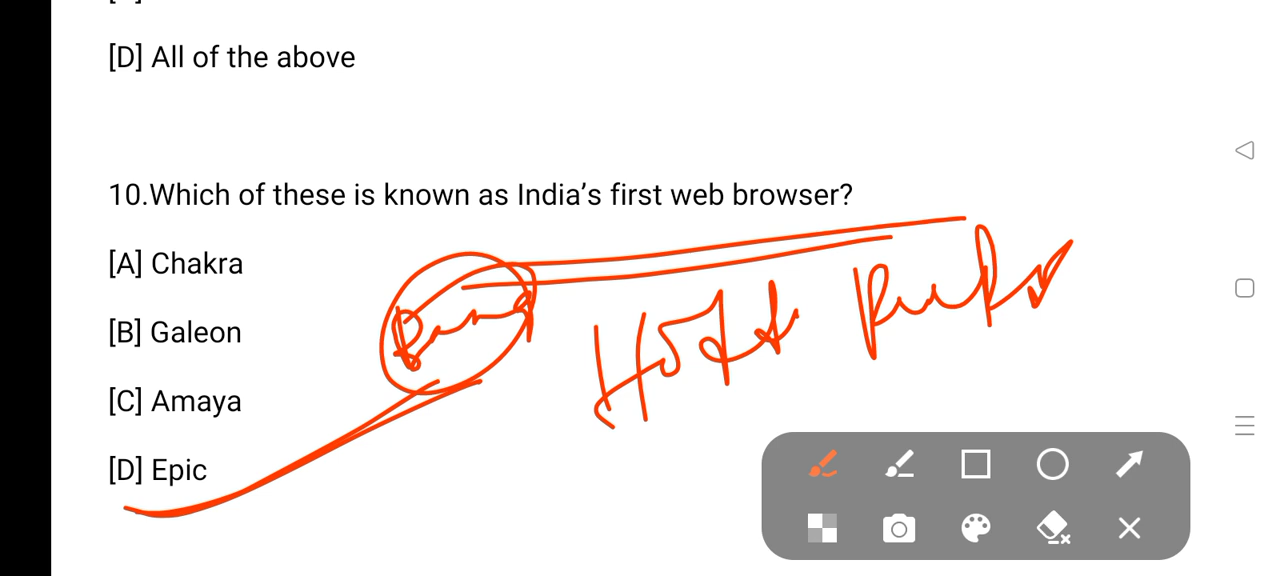 [D] All of the above
10.Which of these is known as India’s first web browser?
[A] Chakra
[B] Galeon
[C] Amaya
[D] Epic